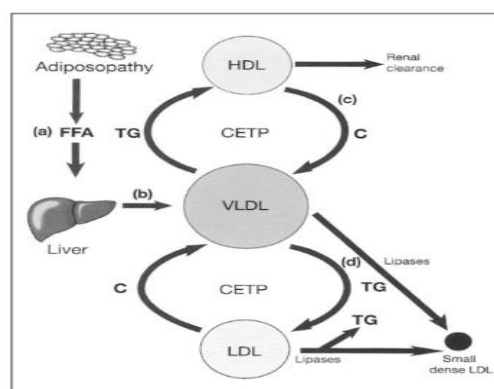 Adiposopathy
HDL
Renal
clearance
(a) FFA
TG
CETP
(c)
C
(b)
VLDL
Liver
C
CETP
(d)
TG
Lipases
TG
LDL
Lipases
Small
dense LDL